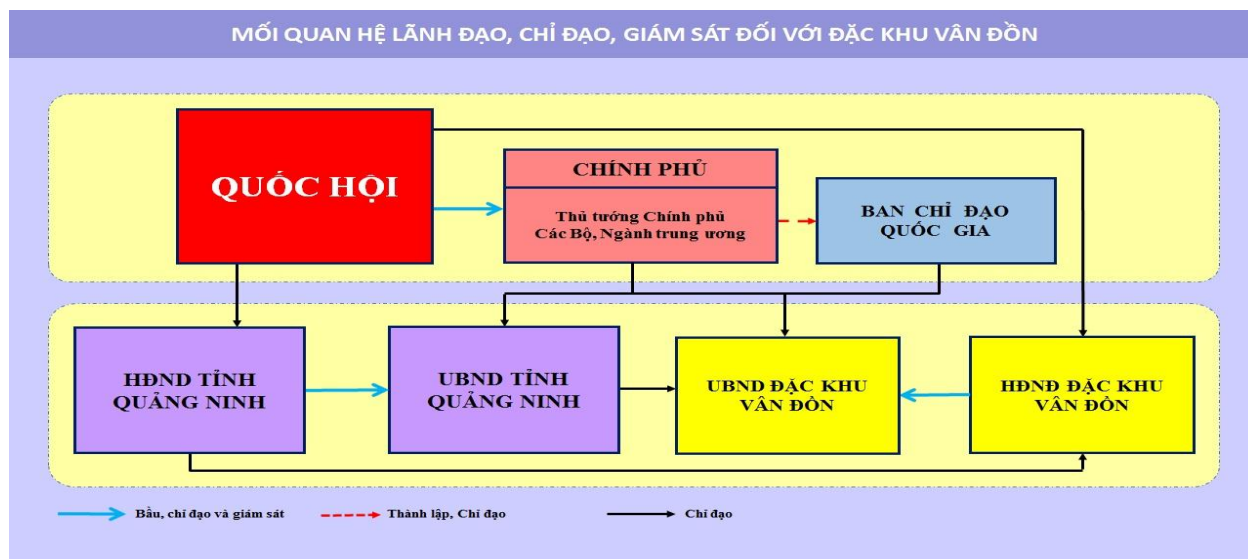 MỐI QUAN HỆ LÃNH ĐẠO, CHỈ ĐẠO, GIÁM SÁT ĐỐI VỚI ĐẶC KHU VÂN ĐỒN
QUỐC HỘI
CHÍNH PHỦ
Thủ tướng Chính phủ
Các Bộ, Ngành trung ương
BAN CHỈ ĐẠO
QUỐC GIA
HĐND TỈNH
QUẢNG NINH
UBND TỈNH
QUẢNG NINH
UBND ĐẶC KHU
VÂN ĐỒN
HĐND ĐẶC KHU
VÂN ĐỒN
Bầu, chỉ đạo và giám sát
Thành lập, Chỉ đạo
Chỉ đạo